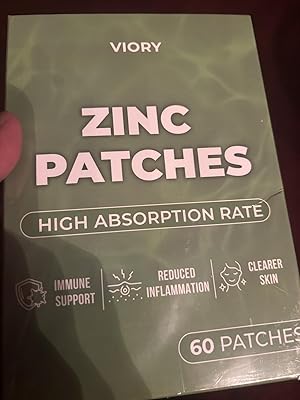 VIORY
ZINC
PATCHES
HIGH ABSORPTION RATE
IMMUNE
SUPPORT
REDUCED
INFLAMMATION
CLEARER
SKIN
60 PATCHES